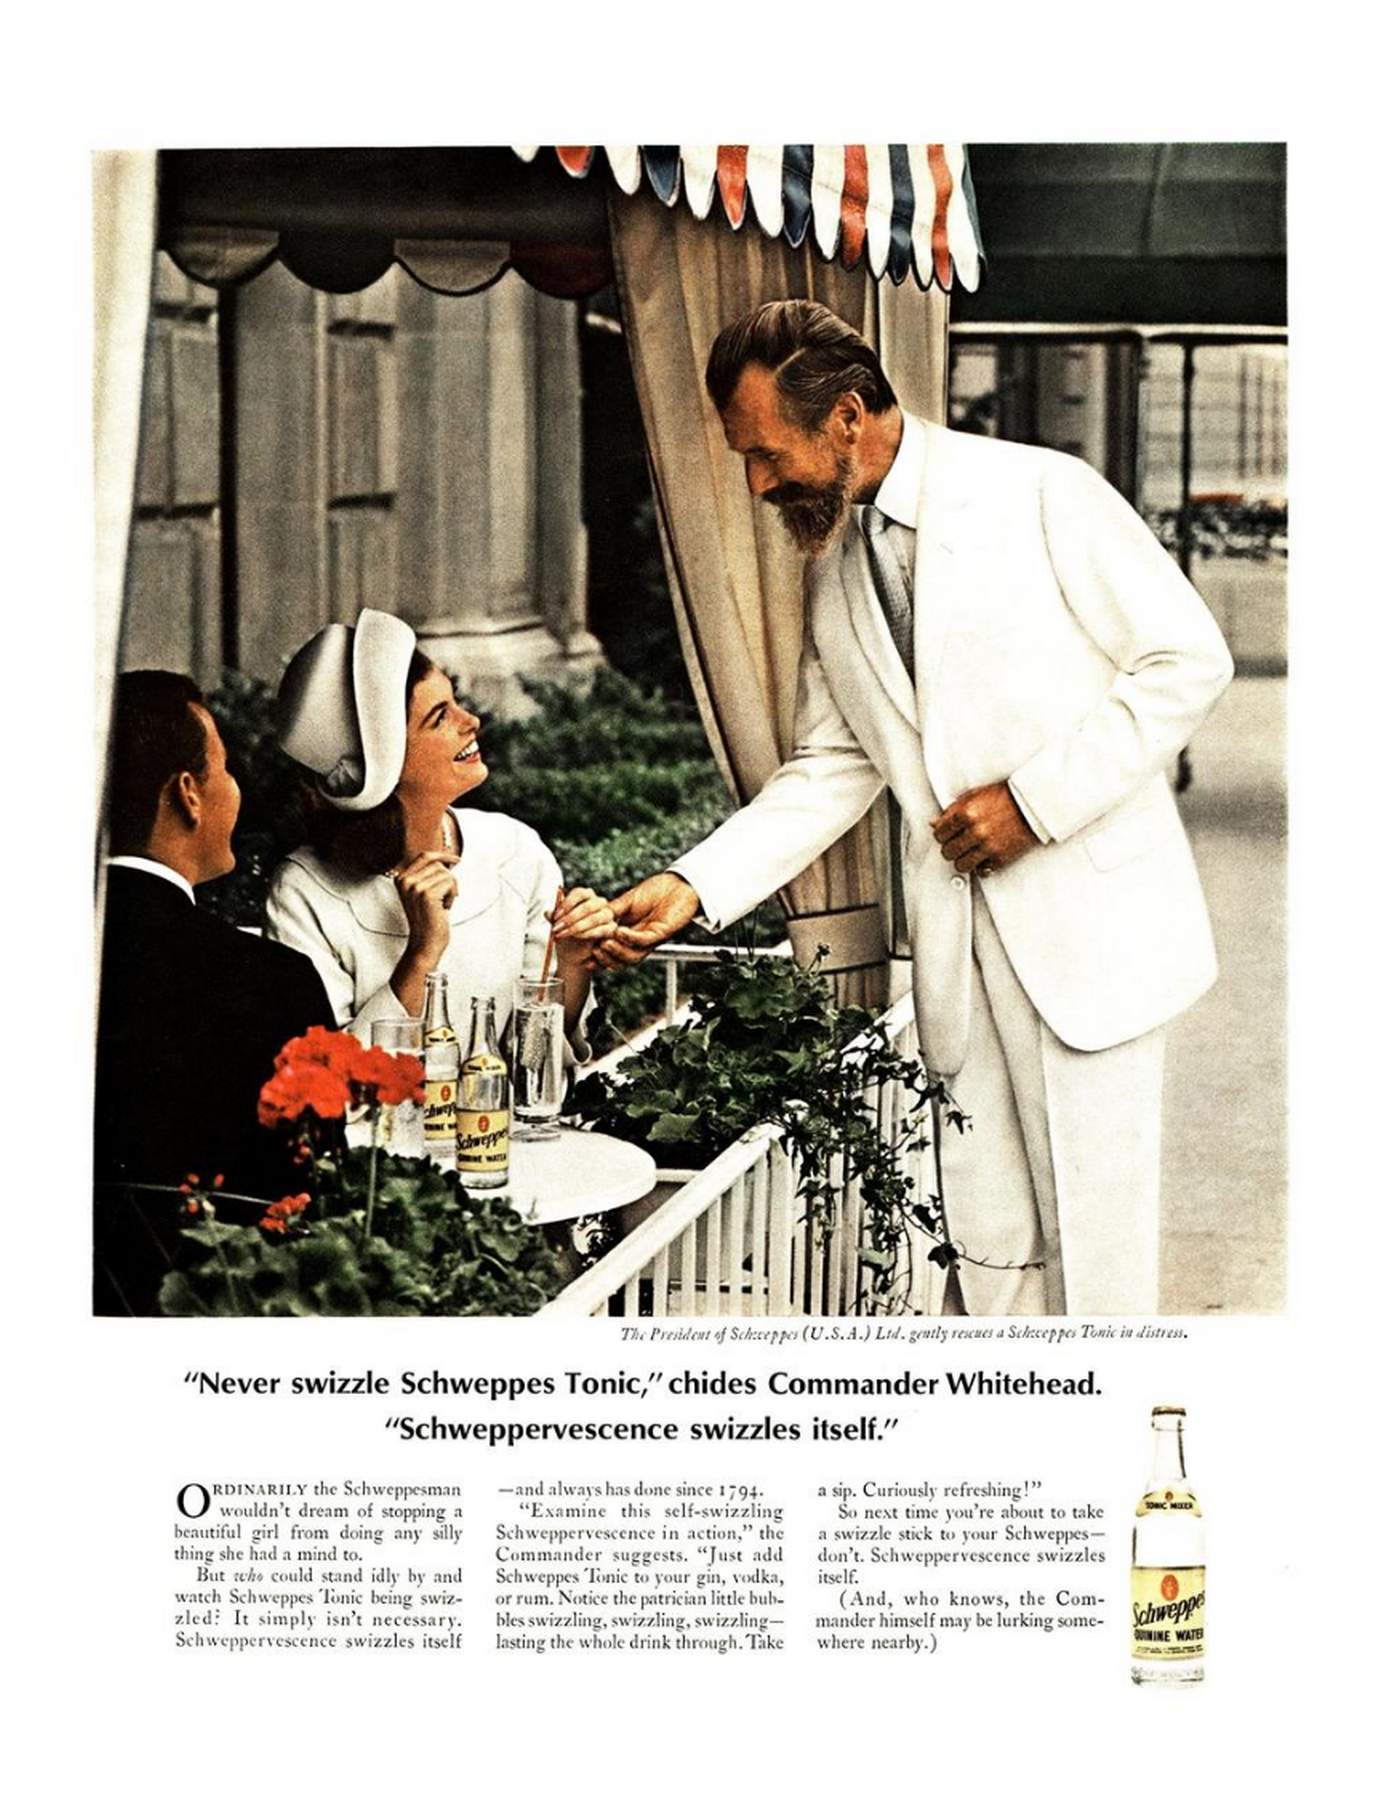 Schweppes
QUININE WATER
The President of Schweppes (U.S.A.) Ltd. gently rescues a Schweppes Tonic in distress.
“Never swizzle Schweppes Tonic,” chides Commander Whitehead.
“Schweppervescence swizzles itself.”
ORDINARILY the Schweppesman
wouldn’t dream of stopping a
beautiful girl from doing any silly
thing she had a mind to.
But who could stand idly by and
watch Schweppes Tonic being swiz-
zled? It simply isn’t necessary.
Schweppervescence swizzles itself
—and always has done since 1794.
“Examine this self-swizzling
Schweppervescence in action,” the
Commander suggests. “Just add
Schweppes Tonic to your gin, vodka,
or rum. Notice the patrician little bub-
bles swizzling, swizzling, swizzling—
lasting the whole drink through. Take
a sip. Curiously refreshing!”
So next time you’re about to take
a swizzle stick to your Schweppes—
don’t. Schweppervescence swizzles
itself.
(And, who knows, the Com-
mander himself may be lurking some-
where nearby.)
TONIC MIXER
Schweppes
QUININE WATER